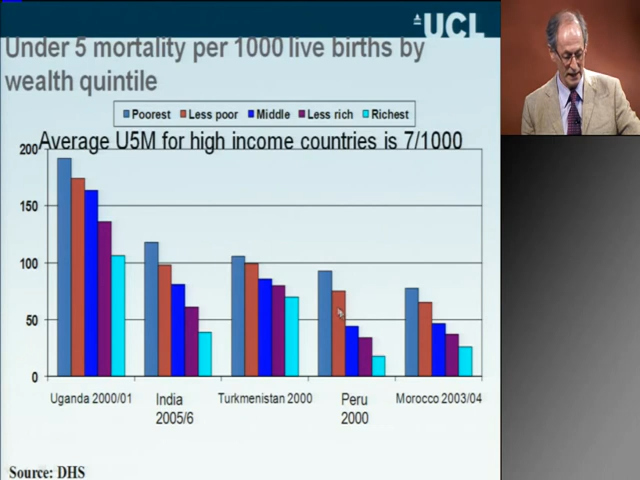 UCL
Under 5 mortality per 1000 live births by
wealth quintile
Poorest Less poor Middle Less rich Richest
Average U5M for high income countries is 7/1000
200
150
100
50
0
Uganda 2000/01 India 2005/6 Turkmenistan 2000 Peru 2000 Morocco 2003/04
Source: DHS